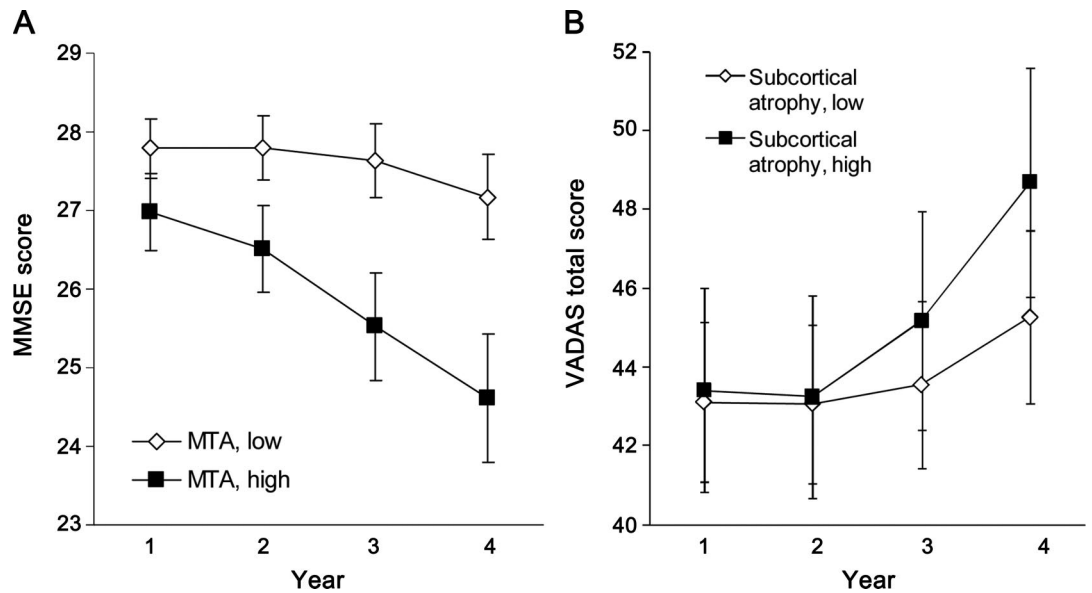 A
29
28
27
26
25
24
23
MMSE score
MTA, low
MTA, high
1 2 3 4
Year
B
52
50
48
46
44
42
40
VADAS total score
Subcortical
atrophy, low
Subcortical
atrophy, high
1 2 3 4
Year